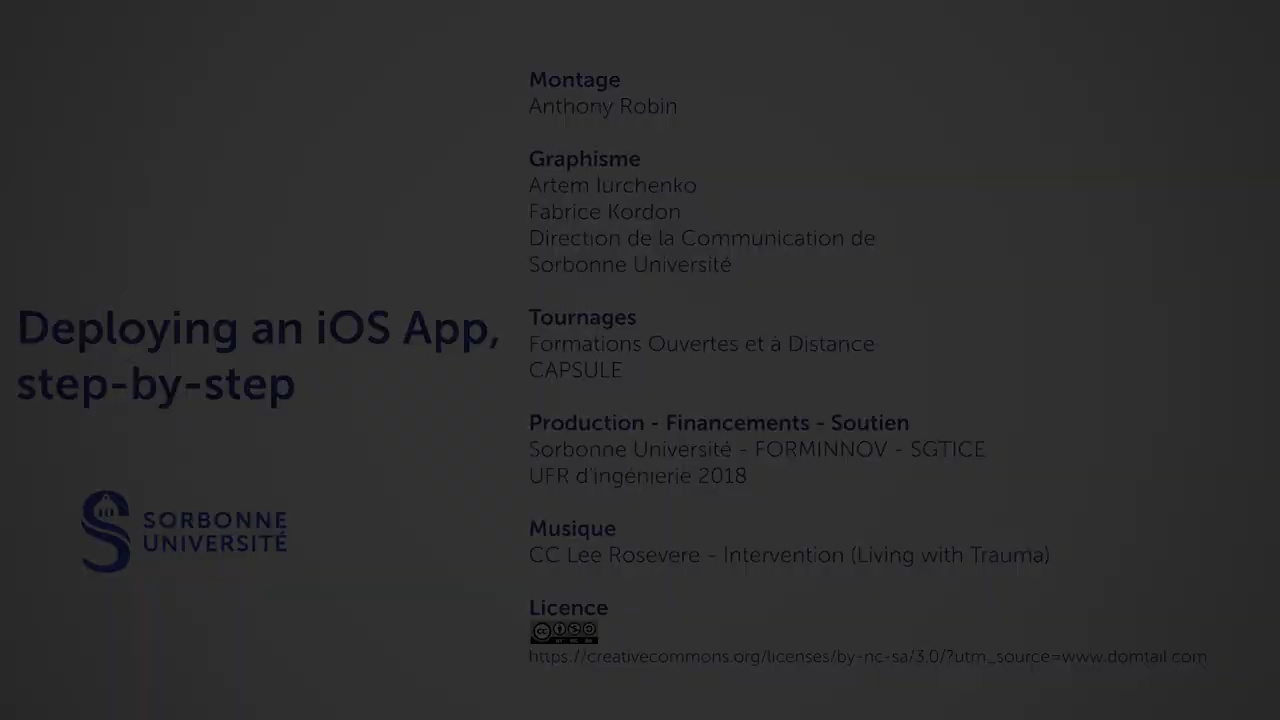 Deploying an iOS App,
step-by-step
SORBONNE
UNIVERSITÉ
Montage
Anthony Robin
Graphisme
Artem Iurchenko
Fabrice Kordon
Direction de la Communication de
Sorbonne Université
Tournages
Formations Ouvertes et à Distance
CAPSULE
Production - Financements - Soutien
Sorbonne Université - FORMINNOV - SGTICE
UFR d'ingénierie 2018
Musique
CC Lee Rosevere - Intervention (Living with Trauma)
Licence
https://creativecommons.org/licenses/by-nc-sa/3.0/?utm_source=www.domtail.com